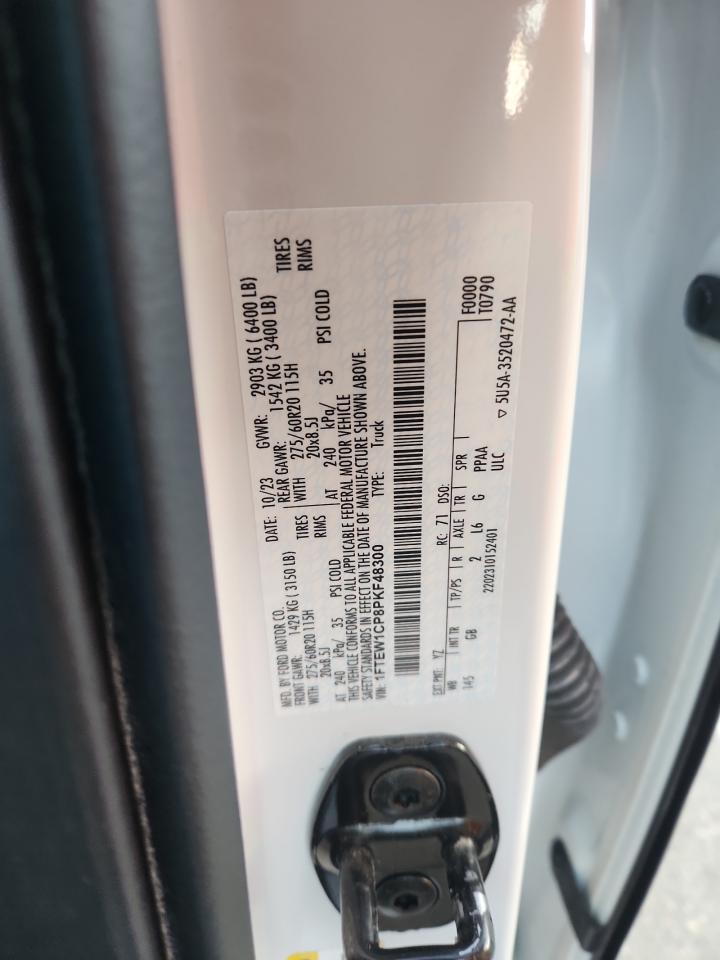 MFD. BY FORD MOTOR CO.
DATE: 10/23 GVWR: 2903 KG ( 6400 LB)
FRONT GAWR: 1429 KG ( 3150 LB)
REAR GAWR: 1542 KG ( 3400 LB)
WITH 275/60R20 115H TIRES
WITH 275/60R20 115H TIRES
20x8.5J RIMS
20x8.5J RIMS
AT 240 kPa/ 35 PSI COLD
AT 240 kPa/ 35 PSI COLD
THIS VEHICLE CONFORMS TO ALL APPLICABLE FEDERAL MOTOR VEHICLE
SAFETY STANDARDS IN EFFECT ON THE DATE OF MANUFACTURE SHOWN ABOVE.
VIN: 1FTEW1CP8PKF48300 TYPE: Truck
EXT PNT: YZ RC: 71 DSO:
WB INT TR TP/PS R AXLE TR SPR F0000
145 GB 2 L6 G PPAA T0790
2202310152401 ULC
▽ 5U5A-3520472-AA